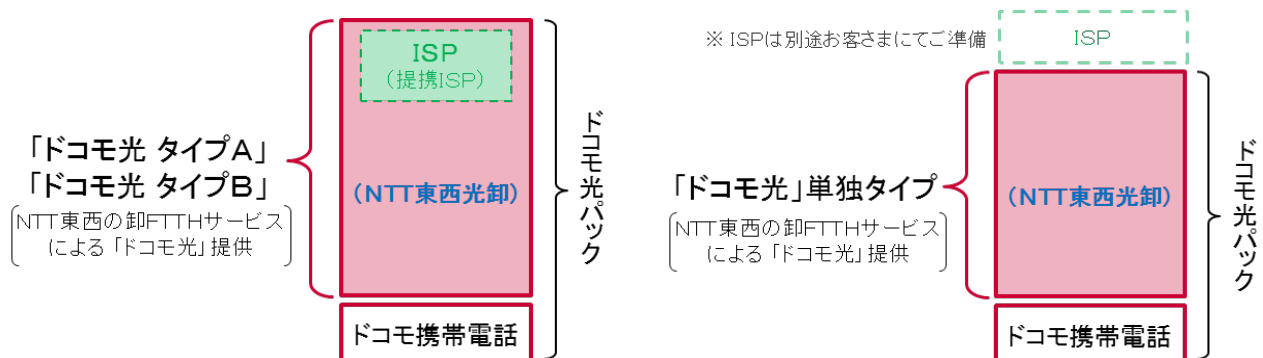 ISP
（提携ISP）
「ドコモ光 タイプA」
「ドコモ光 タイプB」
NTT東西の卸FTTHサービス
による「ドコモ光」提供
（NTT東西光卸）
ドコモ携帯電話
ドコモ光パック
※ ISPは別途お客さまにてご準備
ISP
「ドコモ光」単独タイプ
NTT東西の卸FTTHサービス
による「ドコモ光」提供
（NTT東西光卸）
ドコモ携帯電話
ドコモ光パック